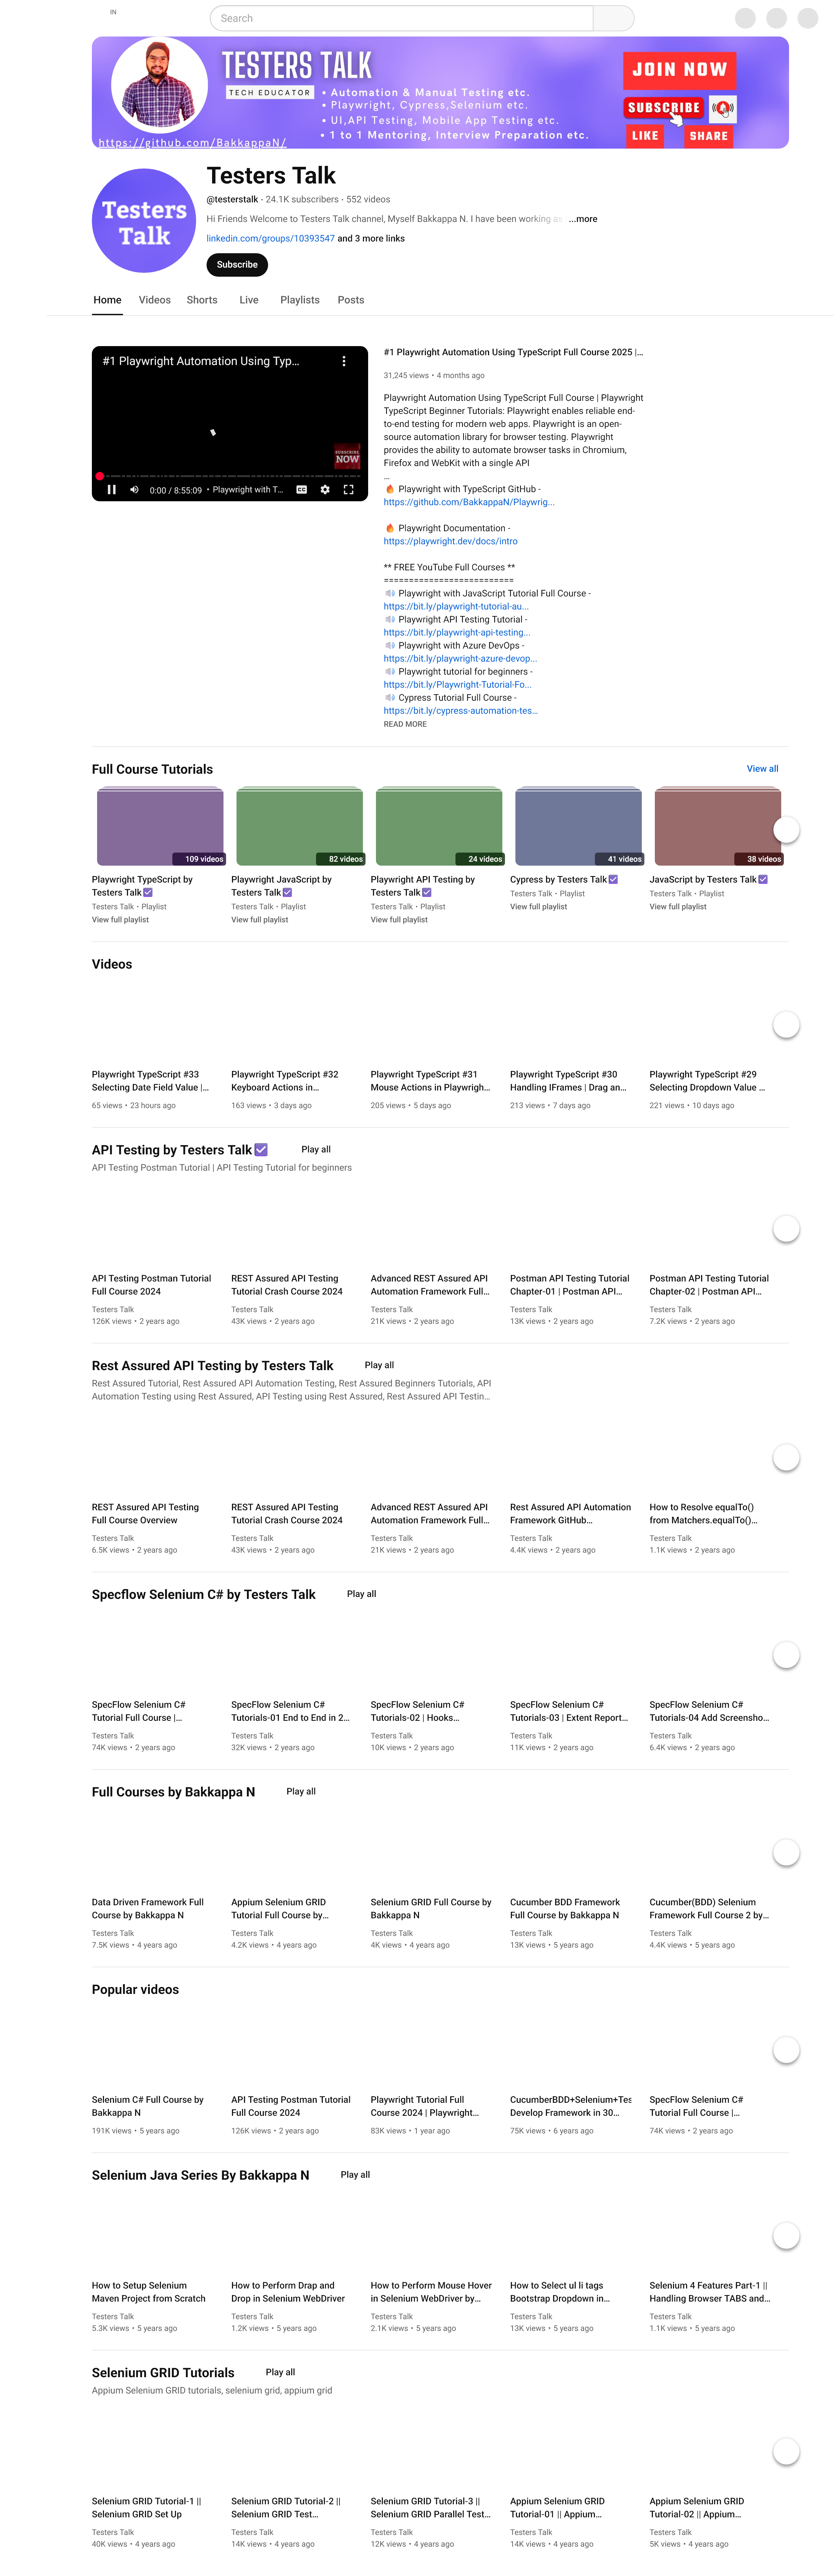 IN
Search
TESTERS TALK
TECH EDUCATOR
• Automation & Manual Testing etc.
• Playwright, Cypress,Selenium etc.
• UI,API Testing, Mobile App Testing etc.
• 1 to 1 Mentoring, Interview Preparation etc.
https://github.com/BakkappaN/
JOIN NOW
SUBSCRIBE
LIKE
SHARE
Testers
Talk
Testers Talk
@testerstalk · 24.1K subscribers · 552 videos
Hi Friends Welcome to Testers Talk channel, Myself Bakkappa N. I have been working as ...more
linkedin.com/groups/10393547 and 3 more links
Subscribe
Home Videos Shorts Live Playlists Posts
#1 Playwright Automation Using Typ...
SUBSCRIBE
NOW
0:00 / 8:55:09 • Playwright with T...
#1 Playwright Automation Using TypeScript Full Course 2025 |...
31,245 views • 4 months ago
Playwright Automation Using TypeScript Full Course | Playwright
TypeScript Beginner Tutorials: Playwright enables reliable end-
to-end testing for modern web apps. Playwright is an open-
source automation library for browser testing. Playwright
provides the ability to automate browser tasks in Chromium,
Firefox and WebKit with a single API
...
🔥 Playwright with TypeScript GitHub -
https://github.com/BakkappaN/Playwrig...
🔥 Playwright Documentation -
https://playwright.dev/docs/intro
** FREE YouTube Full Courses **
==========================
🔊 Playwright with JavaScript Tutorial Full Course -
https://bit.ly/playwright-tutorial-au...
🔊 Playwright API Testing Tutorial -
https://bit.ly/playwright-api-testing...
🔊 Playwright with Azure DevOps -
https://bit.ly/playwright-azure-devop...
🔊 Playwright tutorial for beginners -
https://bit.ly/Playwright-Tutorial-Fo...
🔊 Cypress Tutorial Full Course -
https://bit.ly/cypress-automation-tes...
READ MORE
Full Course Tutorials
View all
109 videos
82 videos
24 videos
41 videos
38 videos
Playwright TypeScript by
Testers Talk☑️
Testers Talk • Playlist
View full playlist
Playwright JavaScript by
Testers Talk☑️
Testers Talk • Playlist
View full playlist
Playwright API Testing by
Testers Talk☑️
Testers Talk • Playlist
View full playlist
Cypress by Testers Talk☑️
Testers Talk • Playlist
View full playlist
JavaScript by Testers Talk☑️
Testers Talk • Playlist
View full playlist
Videos
Playwright TypeScript #33
Selecting Date Field Value |...
65 views • 23 hours ago
Playwright TypeScript #32
Keyboard Actions in...
163 views • 3 days ago
Playwright TypeScript #31
Mouse Actions in Playwrigh...
205 views • 5 days ago
Playwright TypeScript #30
Handling IFrames | Drag an...
213 views • 7 days ago
Playwright TypeScript #29
Selecting Dropdown Value ...
221 views • 10 days ago
API Testing by Testers Talk☑️
Play all
API Testing Postman Tutorial | API Testing Tutorial for beginners
API Testing Postman Tutorial
Full Course 2024
Testers Talk
126K views • 2 years ago
REST Assured API Testing
Tutorial Crash Course 2024
Testers Talk
43K views • 2 years ago
Advanced REST Assured API
Automation Framework Full...
Testers Talk
21K views • 2 years ago
Postman API Testing Tutorial
Chapter-01 | Postman API...
Testers Talk
13K views • 2 years ago
Postman API Testing Tutorial
Chapter-02 | Postman API...
Testers Talk
7.2K views • 2 years ago
Rest Assured API Testing by Testers Talk
Play all
Rest Assured Tutorial, Rest Assured API Automation Testing, Rest Assured Beginners Tutorials, API
Automation Testing using Rest Assured, API Testing using Rest Assured, Rest Assured API Testin...
REST Assured API Testing
Full Course Overview
Testers Talk
6.5K views • 2 years ago
REST Assured API Testing
Tutorial Crash Course 2024
Testers Talk
43K views • 2 years ago
Advanced REST Assured API
Automation Framework Full...
Testers Talk
21K views • 2 years ago
Rest Assured API Automation
Framework GitHub...
Testers Talk
4.4K views • 2 years ago
How to Resolve equalTo()
from Matchers.equalTo()...
Testers Talk
1.1K views • 2 years ago
Specflow Selenium C# by Testers Talk
Play all
SpecFlow Selenium C#
Tutorial Full Course |...
Testers Talk
74K views • 2 years ago
SpecFlow Selenium C#
Tutorials-01 End to End in 2...
Testers Talk
32K views • 2 years ago
SpecFlow Selenium C#
Tutorials-02 | Hooks...
Testers Talk
10K views • 2 years ago
SpecFlow Selenium C#
Tutorials-03 | Extent Report...
Testers Talk
11K views • 2 years ago
SpecFlow Selenium C#
Tutorials-04 Add Screensho...
Testers Talk
6.4K views • 2 years ago
Full Courses by Bakkappa N
Play all
Data Driven Framework Full
Course by Bakkappa N
Testers Talk
7.5K views • 4 years ago
Appium Selenium GRID
Tutorial Full Course by...
Testers Talk
4.2K views • 4 years ago
Selenium GRID Full Course by
Bakkappa N
Testers Talk
4K views • 4 years ago
Cucumber BDD Framework
Full Course by Bakkappa N
Testers Talk
13K views • 5 years ago
Cucumber(BDD) Selenium
Framework Full Course 2 by...
Testers Talk
4.4K views • 5 years ago
Popular videos
Selenium C# Full Course by
Bakkappa N
191K views • 5 years ago
API Testing Postman Tutorial
Full Course 2024
126K views • 2 years ago
Playwright Tutorial Full
Course 2024 | Playwright...
83K views • 1 year ago
CucumberBDD+Selenium+Tes
Develop Framework in 30...
75K views • 6 years ago
SpecFlow Selenium C#
Tutorial Full Course |...
74K views • 2 years ago
Selenium Java Series By Bakkappa N
Play all
How to Setup Selenium
Maven Project from Scratch
Testers Talk
5.3K views • 5 years ago
How to Perform Drap and
Drop in Selenium WebDriver
Testers Talk
1.2K views • 5 years ago
How to Perform Mouse Hover
in Selenium WebDriver by...
Testers Talk
2.1K views • 5 years ago
How to Select ul li tags
Bootstrap Dropdown in...
Testers Talk
13K views • 5 years ago
Selenium 4 Features Part-1 ||
Handling Browser TABS and...
Testers Talk
1.1K views • 5 years ago
Selenium GRID Tutorials
Play all
Appium Selenium GRID tutorials, selenium grid, appium grid
Selenium GRID Tutorial-1 ||
Selenium GRID Set Up
Testers Talk
40K views • 4 years ago
Selenium GRID Tutorial-2 ||
Selenium GRID Test...
Testers Talk
14K views • 4 years ago
Selenium GRID Tutorial-3 ||
Selenium GRID Parallel Test...
Testers Talk
12K views • 4 years ago
Appium Selenium GRID
Tutorial-01 || Appium...
Testers Talk
14K views • 4 years ago
Appium Selenium GRID
Tutorial-02 || Appium...
Testers Talk
5K views • 4 years ago